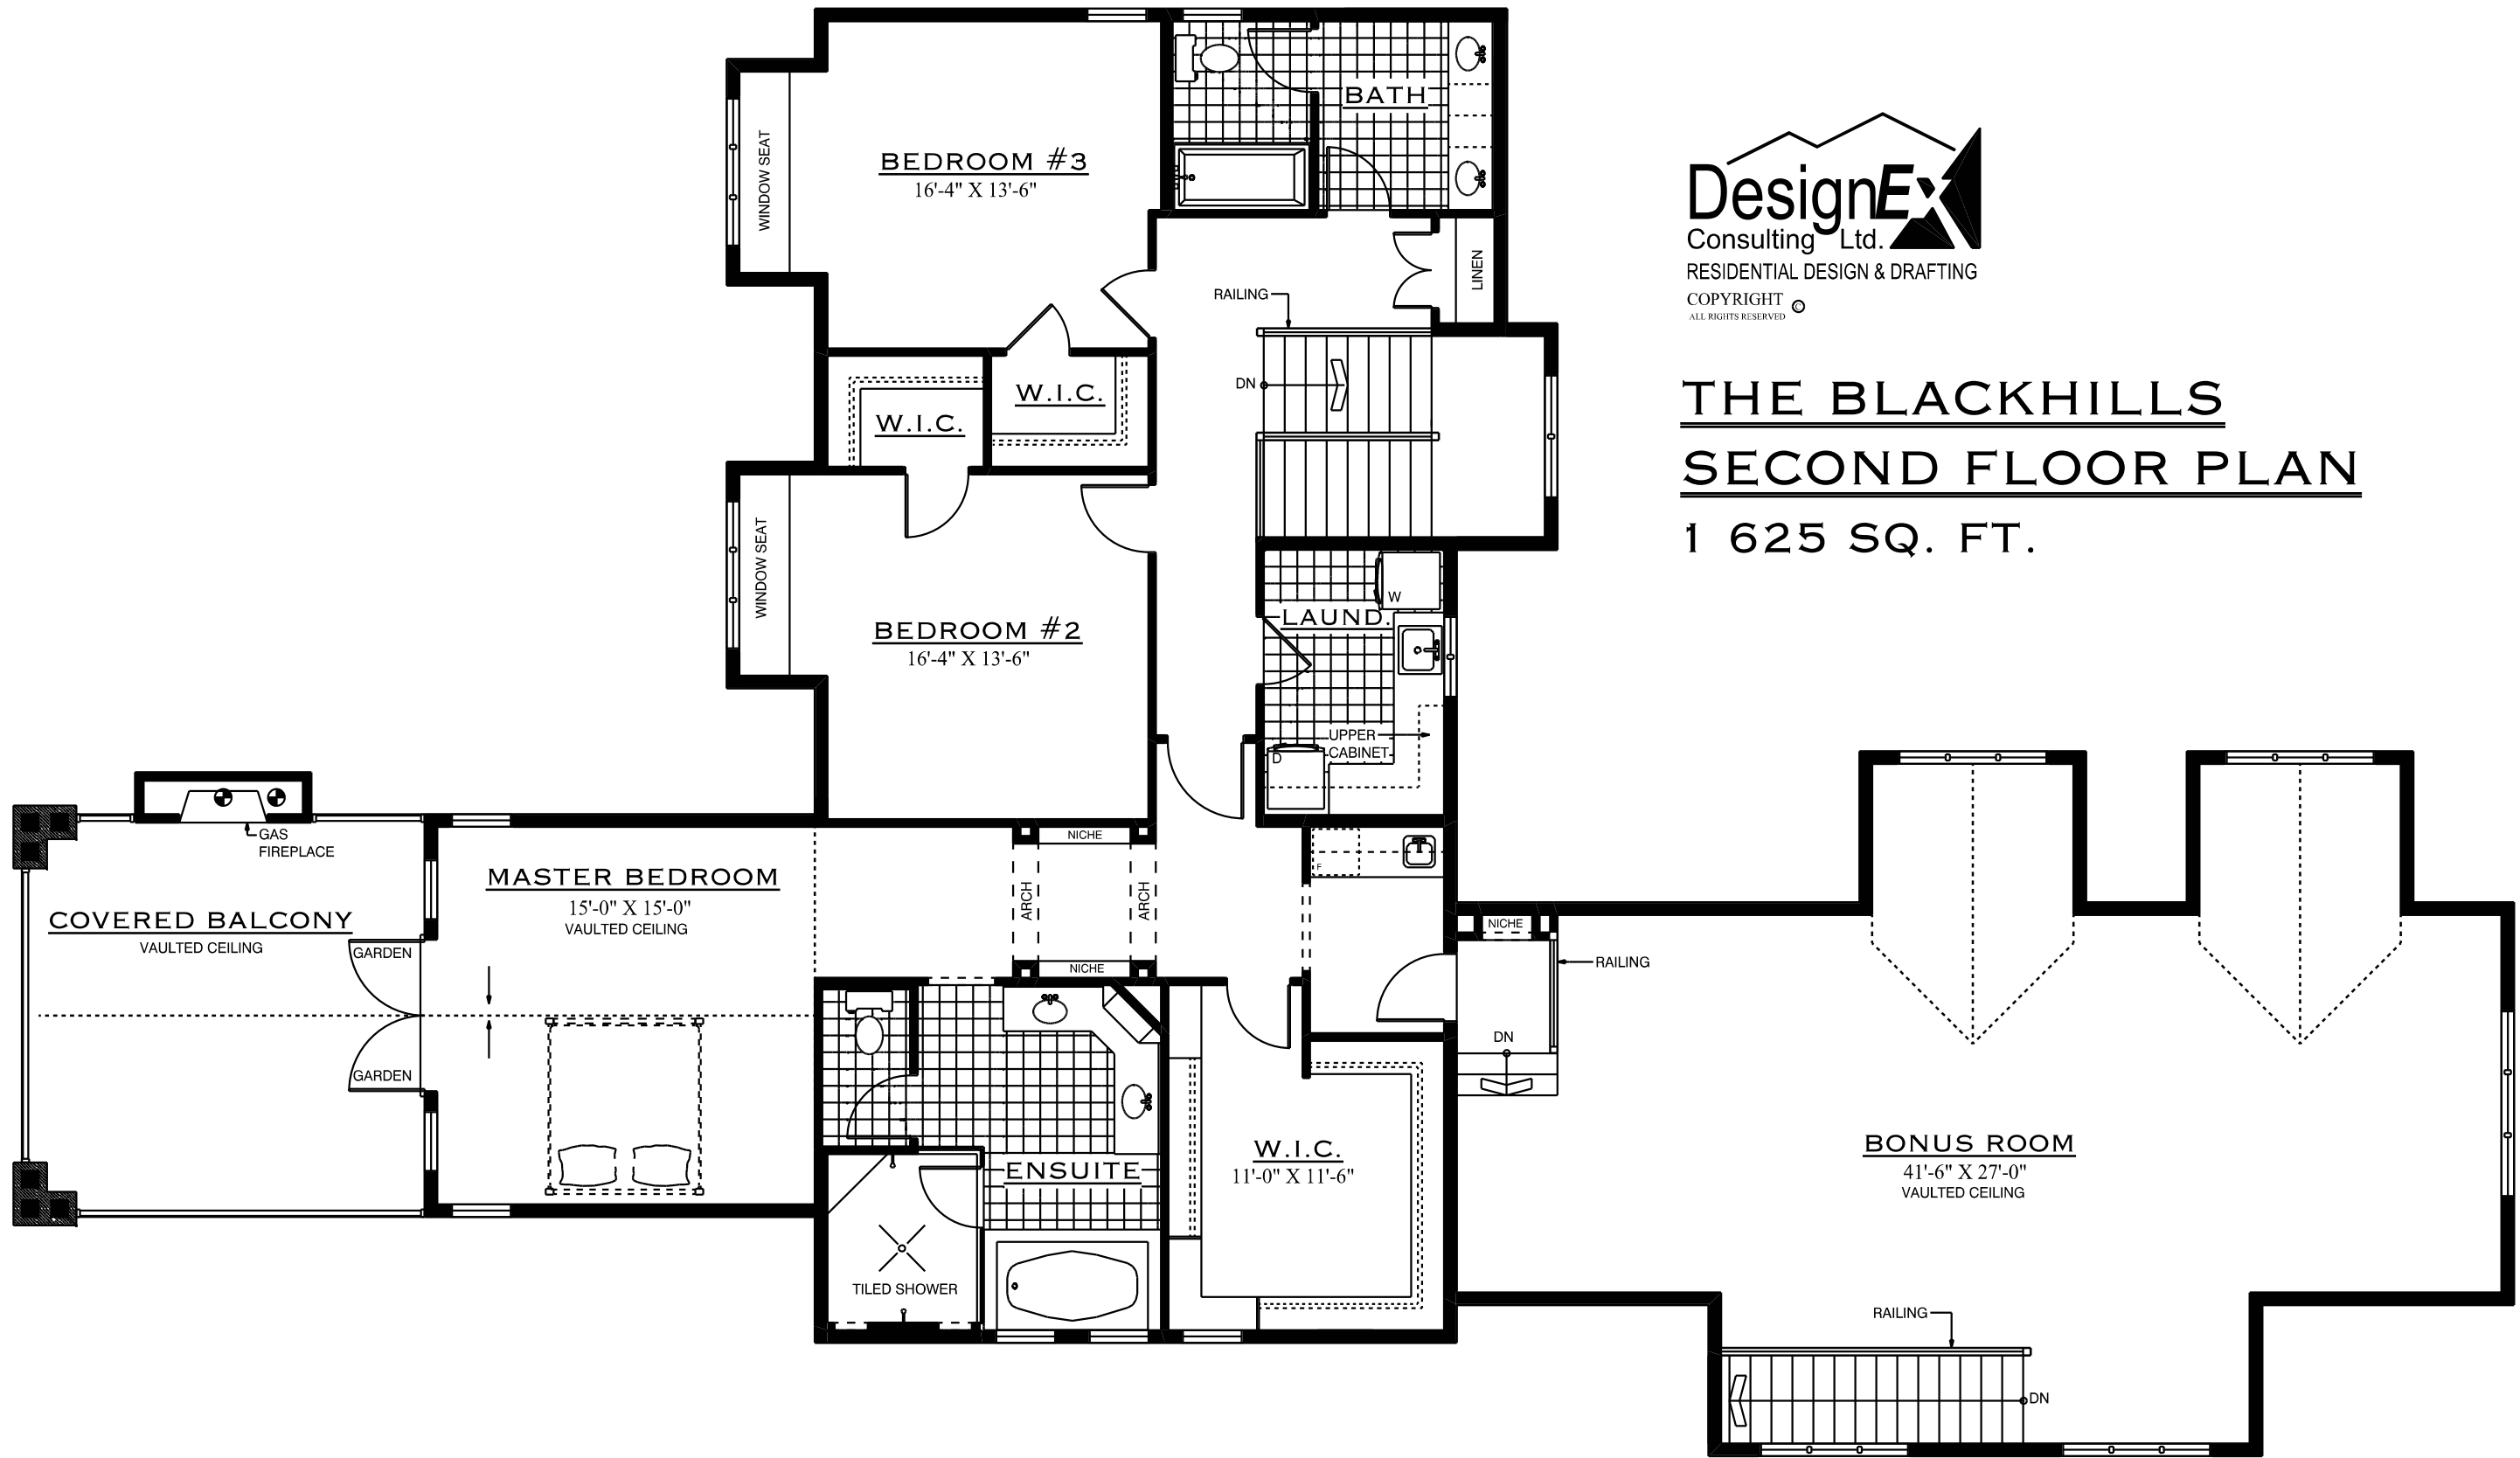 BATH
BEDROOM #3
16'-4" X 13'-6"
WINDOW SEAT
LINEN
RAILING
DN
W.I.C.
W.I.C.
DesignEx
Consulting Ltd.
RESIDENTIAL DESIGN & DRAFTING
COPYRIGHT ©
ALL RIGHTS RESERVED
THE BLACKHILLS
SECOND FLOOR PLAN
1 625 SQ. FT.
WINDOW SEAT
BEDROOM #2
16'-4" X 13'-6"
W
LAUND.
UPPER
CABINET
D
GAS
FIREPLACE
COVERED BALCONY
VAULTED CEILING
GARDEN
GARDEN
MASTER BEDROOM
15'-0" X 15'-0"
VAULTED CEILING
NICHE
ARCH
ARCH
NICHE
F
NICHE
RAILING
DN
ENSUITE
TILED SHOWER
W.I.C.
11'-0" X 11'-6"
BONUS ROOM
41'-6" X 27'-0"
VAULTED CEILING
RAILING
DN